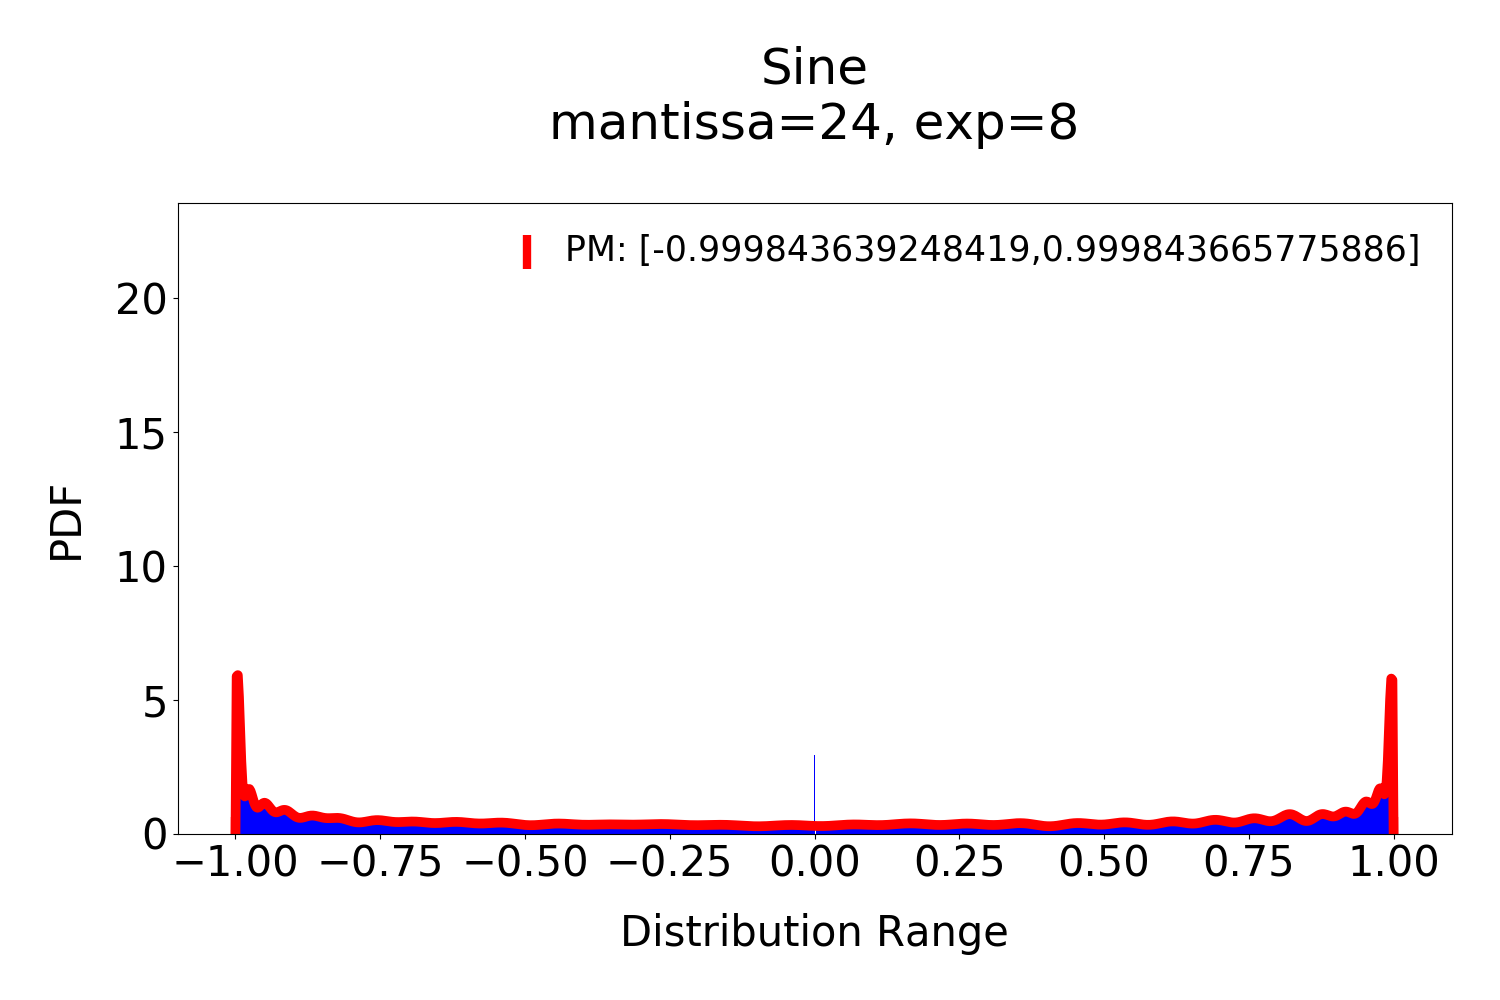 Sine
mantissa=24, exp=8
PM: [-0.999843639248419,0.999843665775886]
20
15
10
5
0
PDF
−1.00 −0.75 −0.50 −0.25 0.00 0.25 0.50 0.75 1.00
Distribution Range